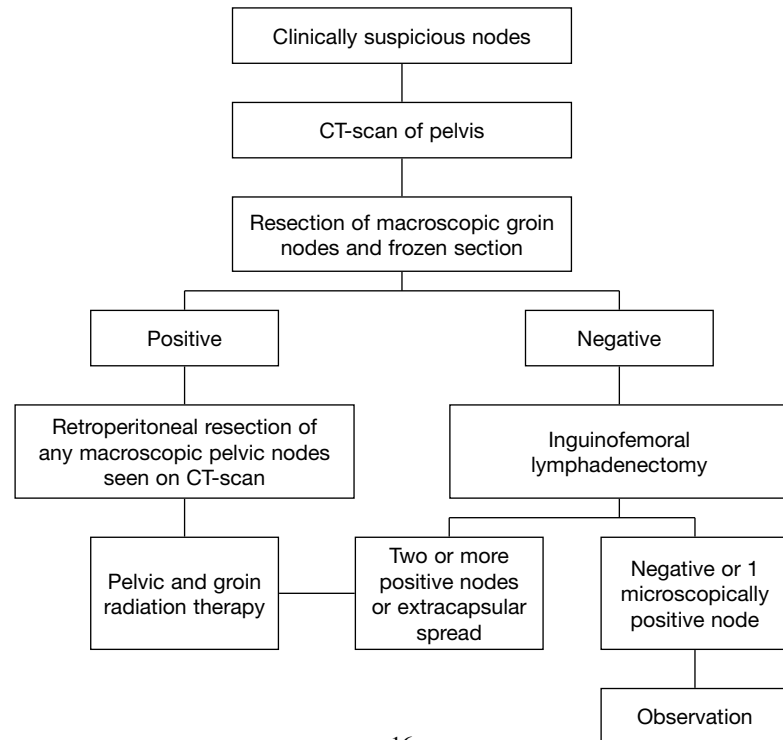 Clinically suspicious nodes
CT-scan of pelvis
Resection of macroscopic groin
nodes and frozen section
Positive
Negative
Retroperitoneal resection of
any macroscopic pelvic nodes
seen on CT-scan
Inguinofemoral
lymphadenectomy
Pelvic and groin
radiation therapy
Two or more
positive nodes
or extracapsular
spread
Negative or 1
microscopically
positive node
Observation